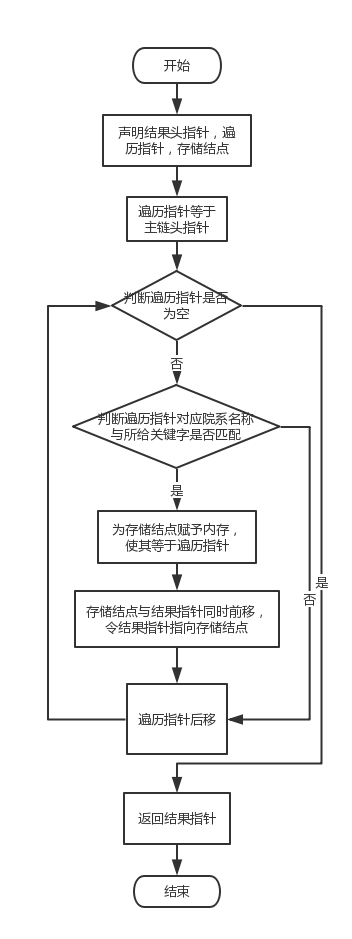 开始
声明结果头指针，遍
历指针，存储结点
遍历指针等于
主链头指针
判断遍历指针是否
为空
否
判断遍历指针对应院系名称
与所给关键字是否匹配
是
为存储结点赋予内存，
使其等于遍历指针
是
否
存储结点与结果指针同时前移，
令结果指针指向存储结点
遍历指针后移
返回结果指针
结束